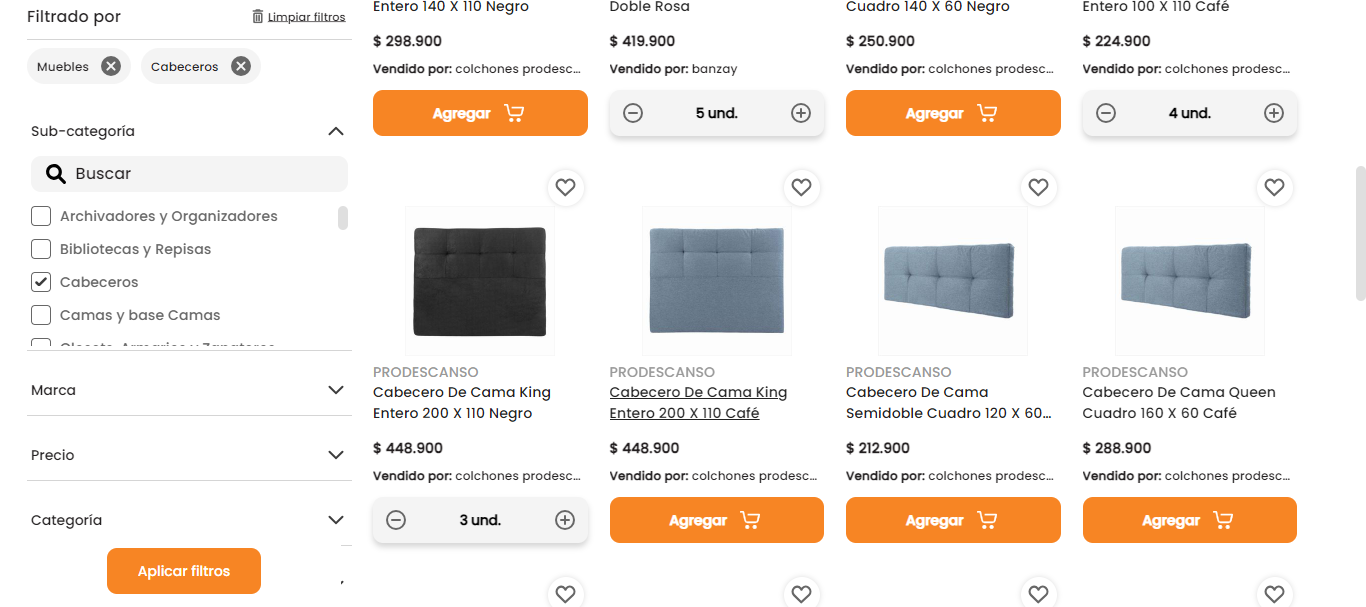 Filtrado por
Limpiar filtros
Muebles
Cabeceros
Sub-categoría
Buscar
Archivadores y Organizadores
Bibliotecas y Repisas
Cabeceros
Camas y base Camas
Closets, Armarios y Zapateros
Marca
Precio
Categoría
Aplicar filtros
Entero 140 X 110 Negro
$ 298.900
Vendido por: colchones prodesc...
Agregar
Doble Rosa
$ 419.900
Vendido por: banzay
5 und.
Cuadro 140 X 60 Negro
$ 250.900
Vendido por: colchones prodesc...
Agregar
Entero 100 X 110 Café
$ 224.900
Vendido por: colchones prodesc...
4 und.
PRODESCANSO
Cabecero De Cama King
Entero 200 X 110 Negro
$ 448.900
Vendido por: colchones prodesc...
3 und.
PRODESCANSO
Cabecero De Cama King
Entero 200 X 110 Café
$ 448.900
Vendido por: colchones prodesc...
Agregar
PRODESCANSO
Cabecero De Cama
Semidoble Cuadro 120 X 60...
$ 212.900
Vendido por: colchones prodesc...
Agregar
PRODESCANSO
Cabecero De Cama Queen
Cuadro 160 X 60 Café
$ 288.900
Vendido por: colchones prodesc...
Agregar